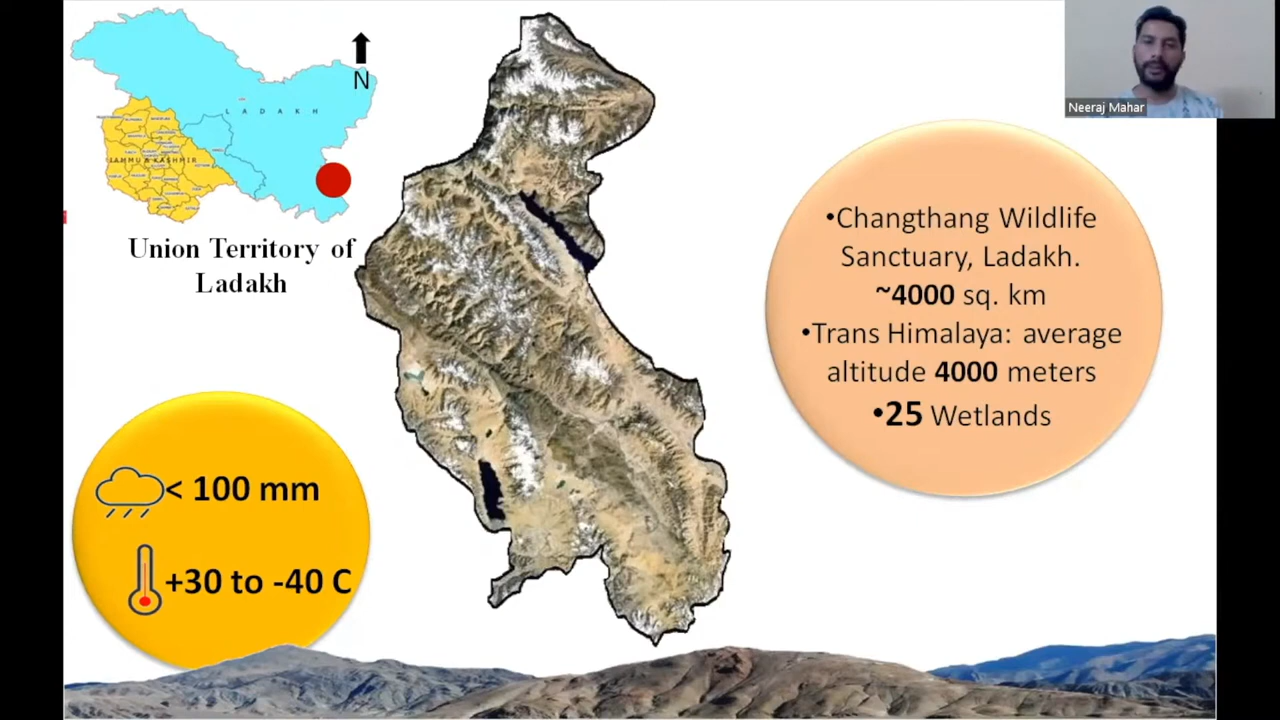 N
LADAKH
JAMMU & KASHMIR
Union Territory of
Ladakh
Neeraj Mahar
•Changthang Wildlife
Sanctuary, Ladakh.
~4000 sq. km
•Trans Himalaya: average
altitude 4000 meters
•25 Wetlands
< 100 mm
+30 to -40 C